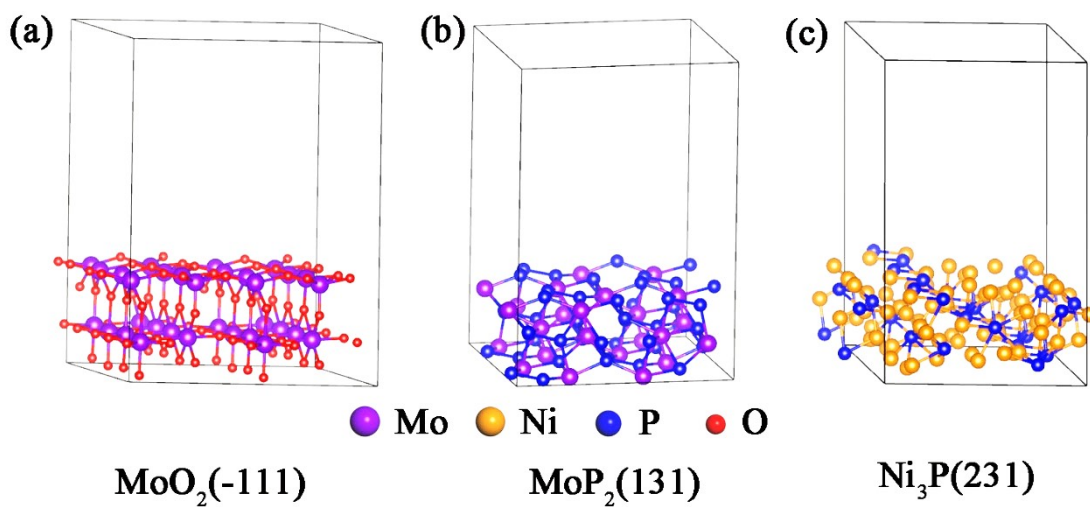 (a) (b) (c)
Mo Ni P O
MoO₂(-111) MoP₂(131) Ni₃P(231)